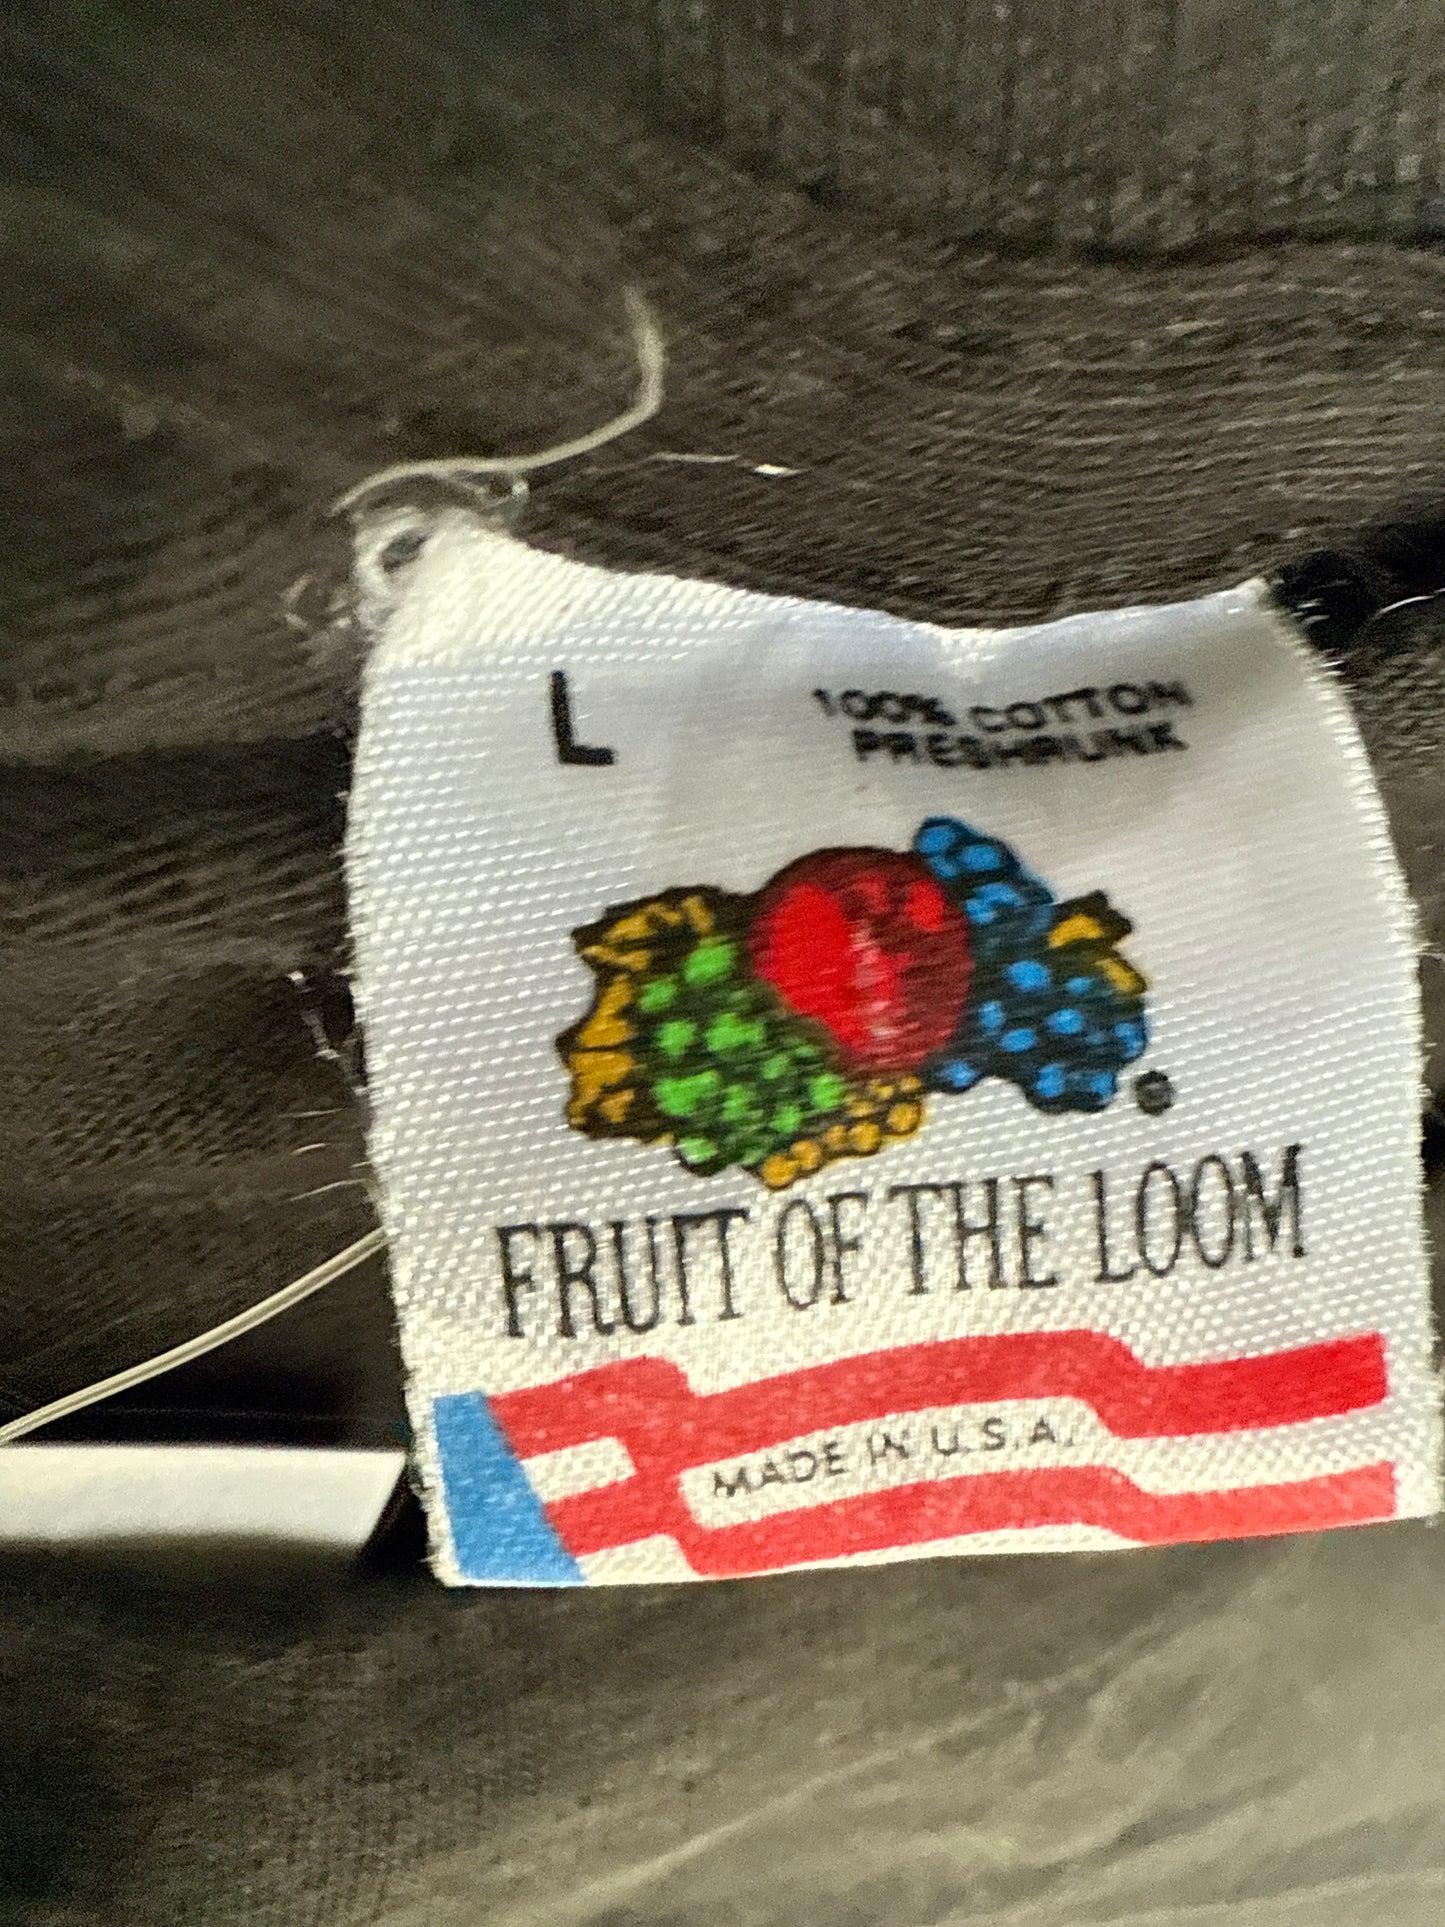 L
100% COTTON
PRESHRUNK
FRUIT OF THE LOOM
MADE IN U.S.A.